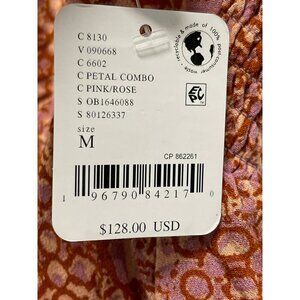 C 8130
V 090668
C 6602
C PETAL COMBO
C PINK/ROSE
S OB1646088
S 80126337
size
M
recyclable & made of 100% post-consumer waste
CP 862261
1 96790 84217 0
$128.00 USD